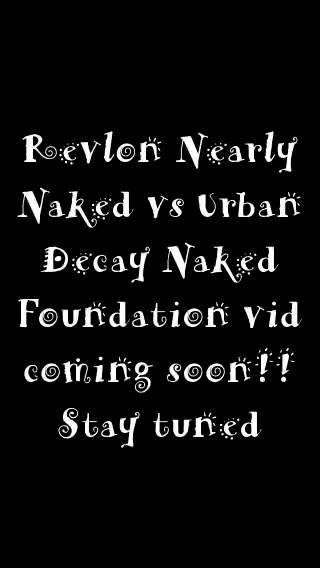 Revlon Nearly
Naked vs Urban
Decay Naked
Foundation vid
coming soon!!
Stay tuned